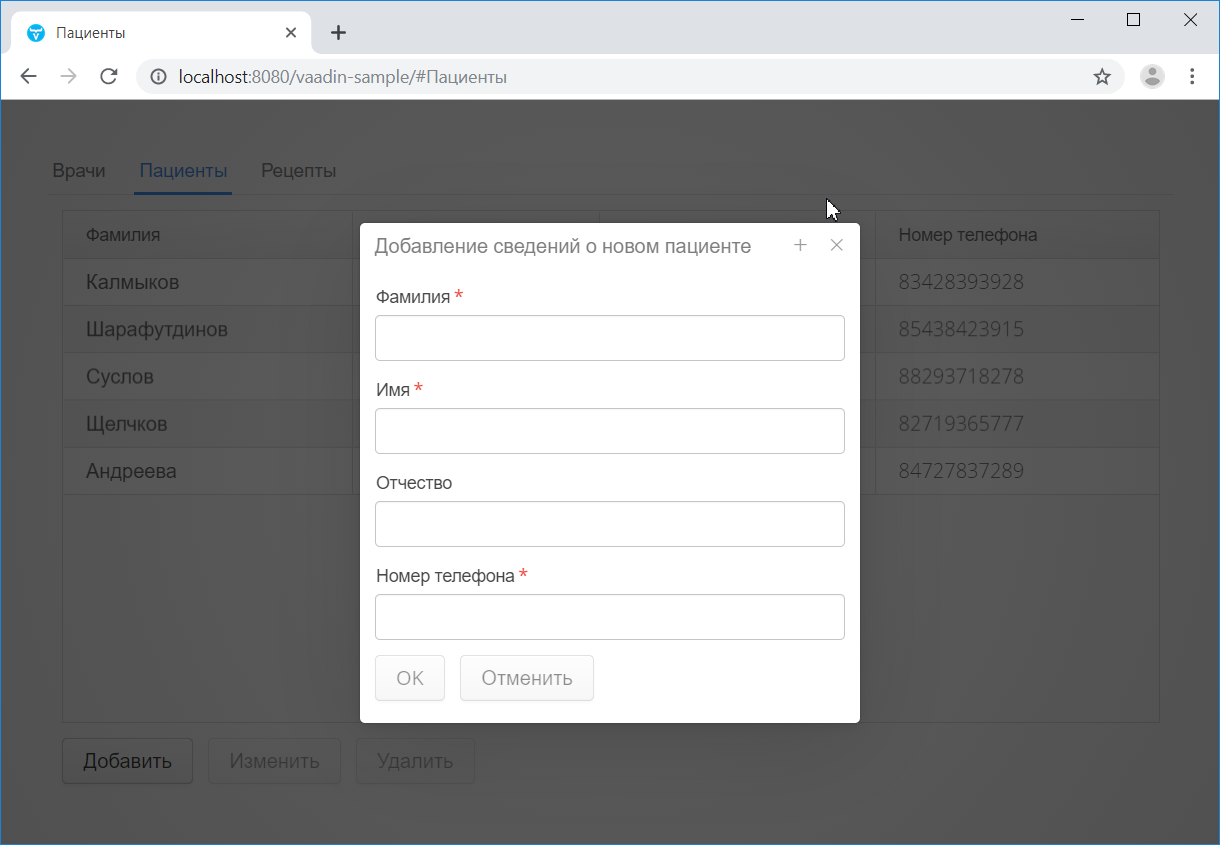 Пациенты
localhost:8080/vaadin-sample/#Пациенты
Врачи Пациенты Рецепты
Фамилия Номер телефона
Калмыков 83428393928
Шарафутдинов 85438423915
Суслов 88293718278
Щелчков 82719365777
Андреева 84727837289
Добавление сведений о новом пациенте
Фамилия *
Имя *
Отчество
Номер телефона *
OK Отменить
Добавить Изменить Удалить